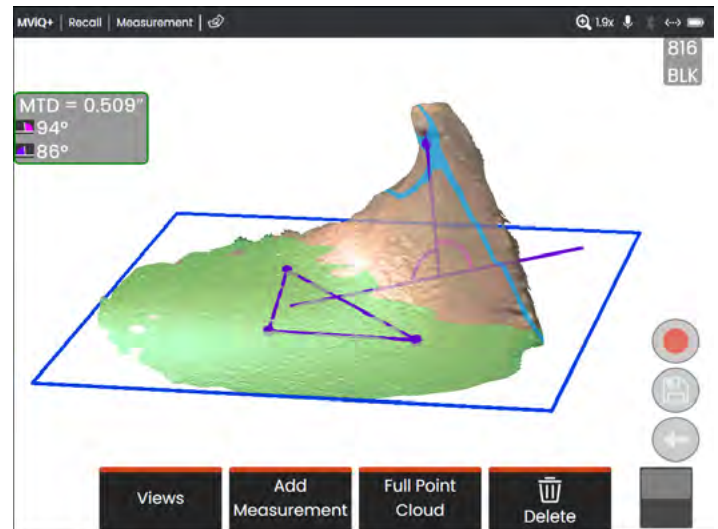 MViQ+ | Recall | Measurement |
1.9x
816
BLK
MTD = 0.509"
94°
86°
Views
Add
Measurement
Full Point
Cloud
Delete